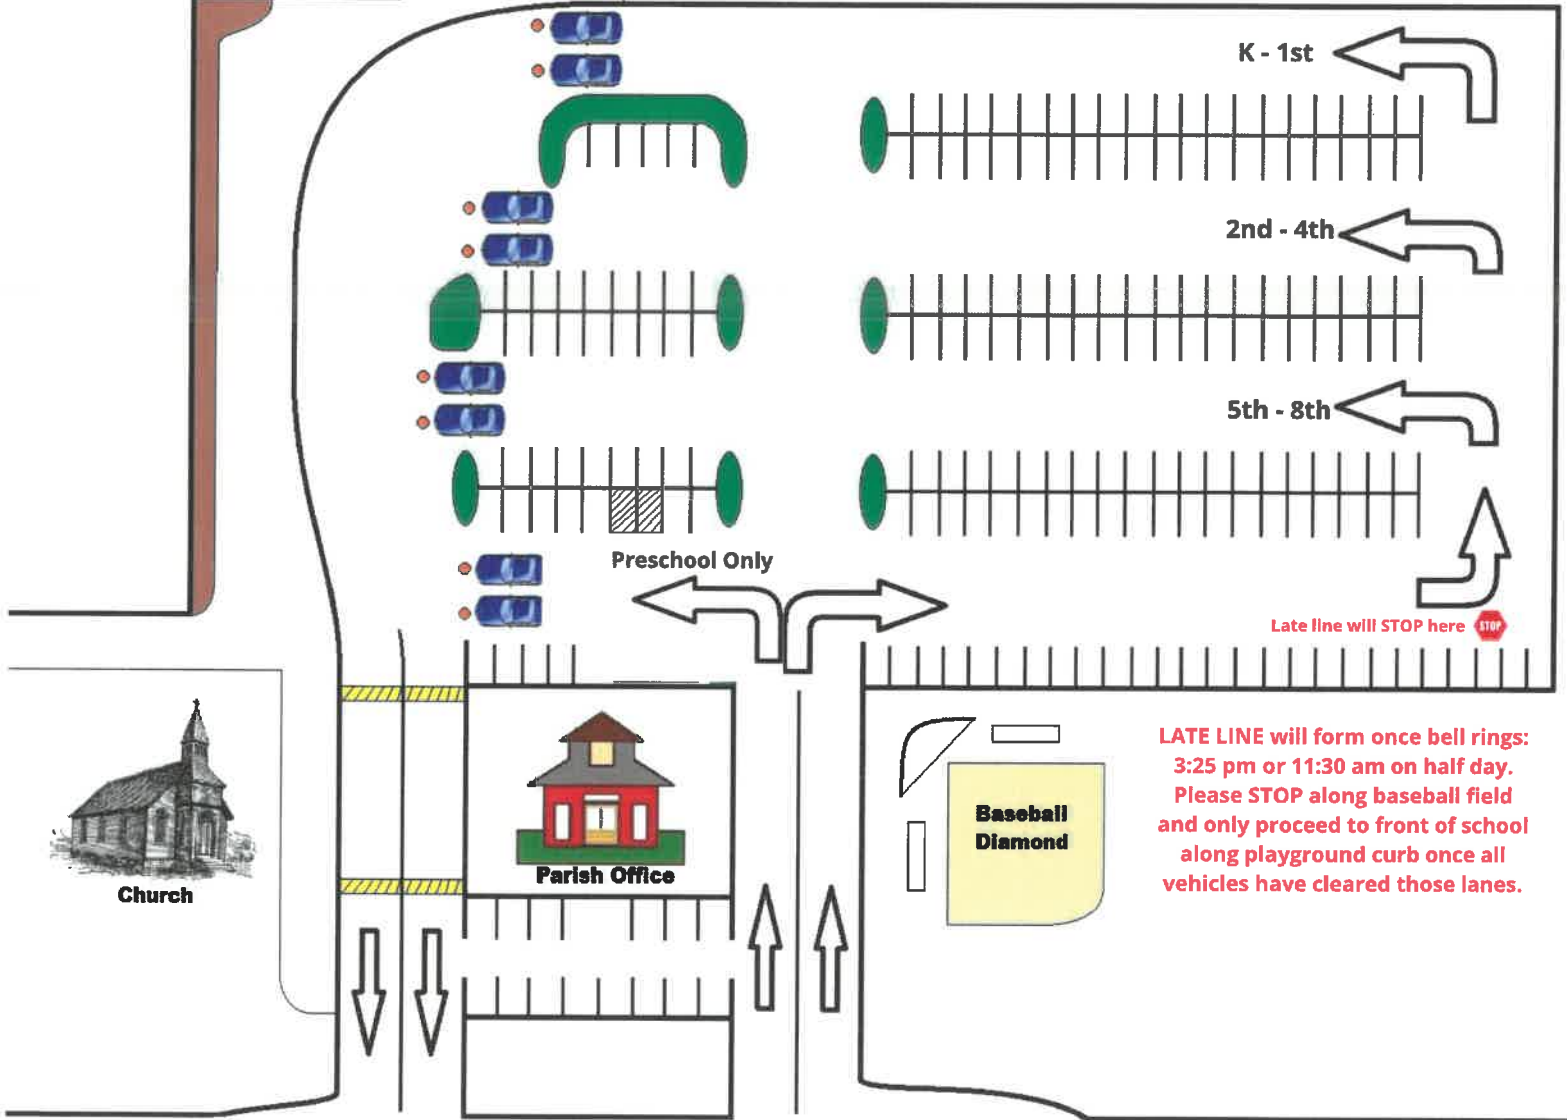 K - 1st
2nd - 4th
5th - 8th
Preschool Only
Late line will STOP here STOP
LATE LINE will form once bell rings:
3:25 pm or 11:30 am on half day.
Please STOP along baseball field
and only proceed to front of school
along playground curb once all
vehicles have cleared those lanes.
Baseball
Diamond
Parish Office
Church